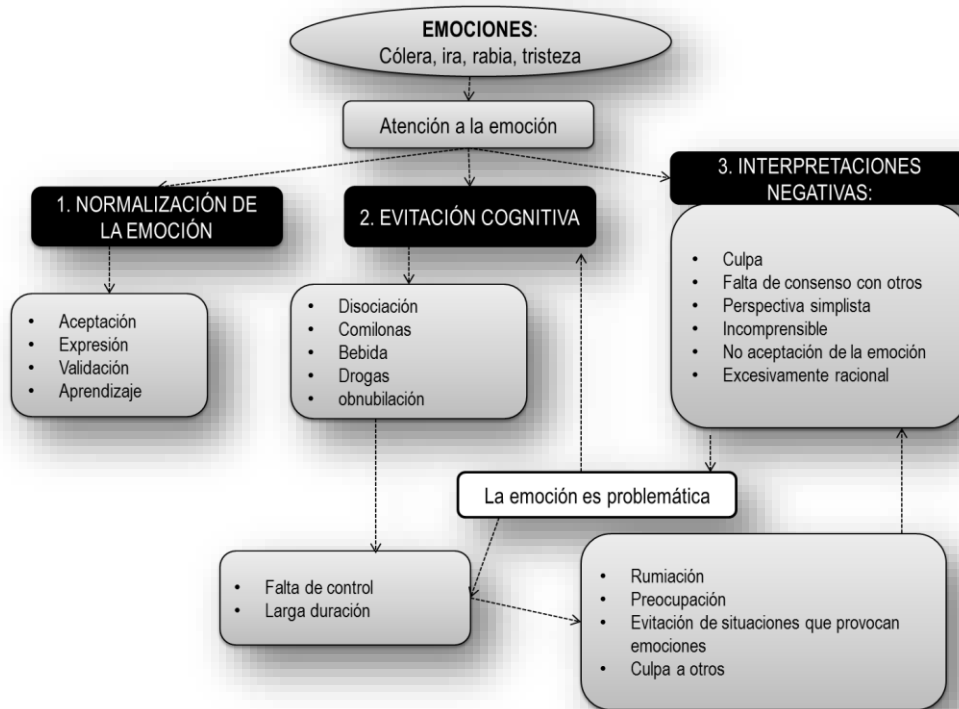 EMOCIONES:
Cólera, ira, rabia, tristeza
Atención a la emoción
1. NORMALIZACIÓN DE
LA EMOCIÓN
2. EVITACIÓN COGNITIVA
3. INTERPRETACIONES
NEGATIVAS:
• Aceptación
• Expresión
• Validación
• Aprendizaje
• Disociación
• Comilonas
• Bebida
• Drogas
• obnubilación
• Culpa
• Falta de consenso con otros
• Perspectiva simplista
• Incomprensible
• No aceptación de la emoción
• Excesivamente racional
La emoción es problemática
• Falta de control
• Larga duración
• Rumiación
• Preocupación
• Evitación de situaciones que provocan
emociones
• Culpa a otros